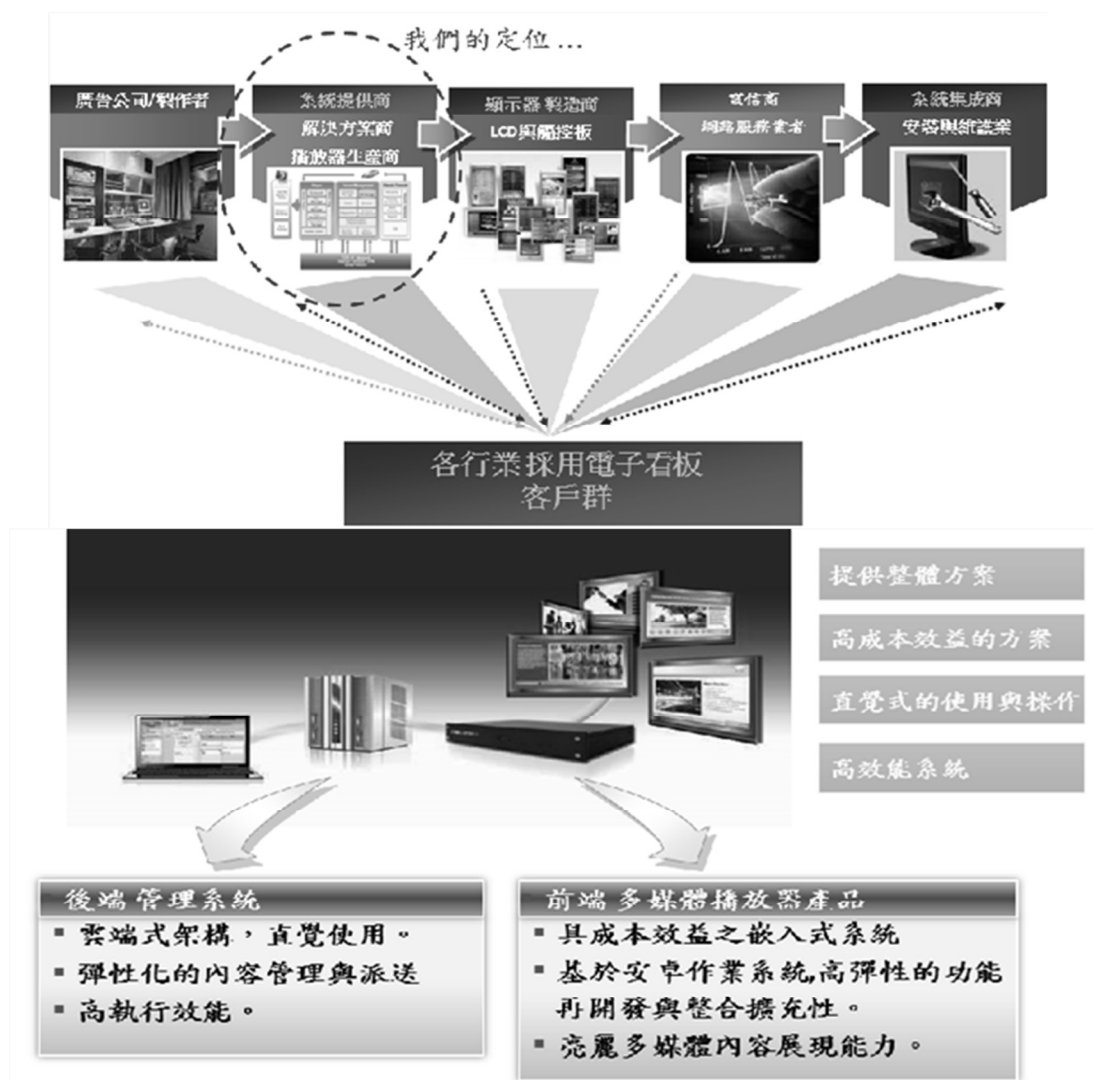 我們的定位...
廣告公司/製作者
系統提供商
解決方案商
播放器生產商
顯示器製造商
LCD與觸控板
電信商
網路服務業者
系統集成商
安裝與維護業
各行業採用電子看板
客戶群
提供整體方案
高成本效益的方案
直覺式的使用與操作
高效能系統
後端管理系統
▪ 雲端式架構，直覺使用。
▪ 彈性化的內容管理與派送
▪ 高執行效能。
前端多媒體播放器產品
▪ 具成本效益之嵌入式系統
▪ 基於安卓作業系統,高彈性的功能
再開發與整合擴充性。
▪ 亮麗多媒體內容展現能力。